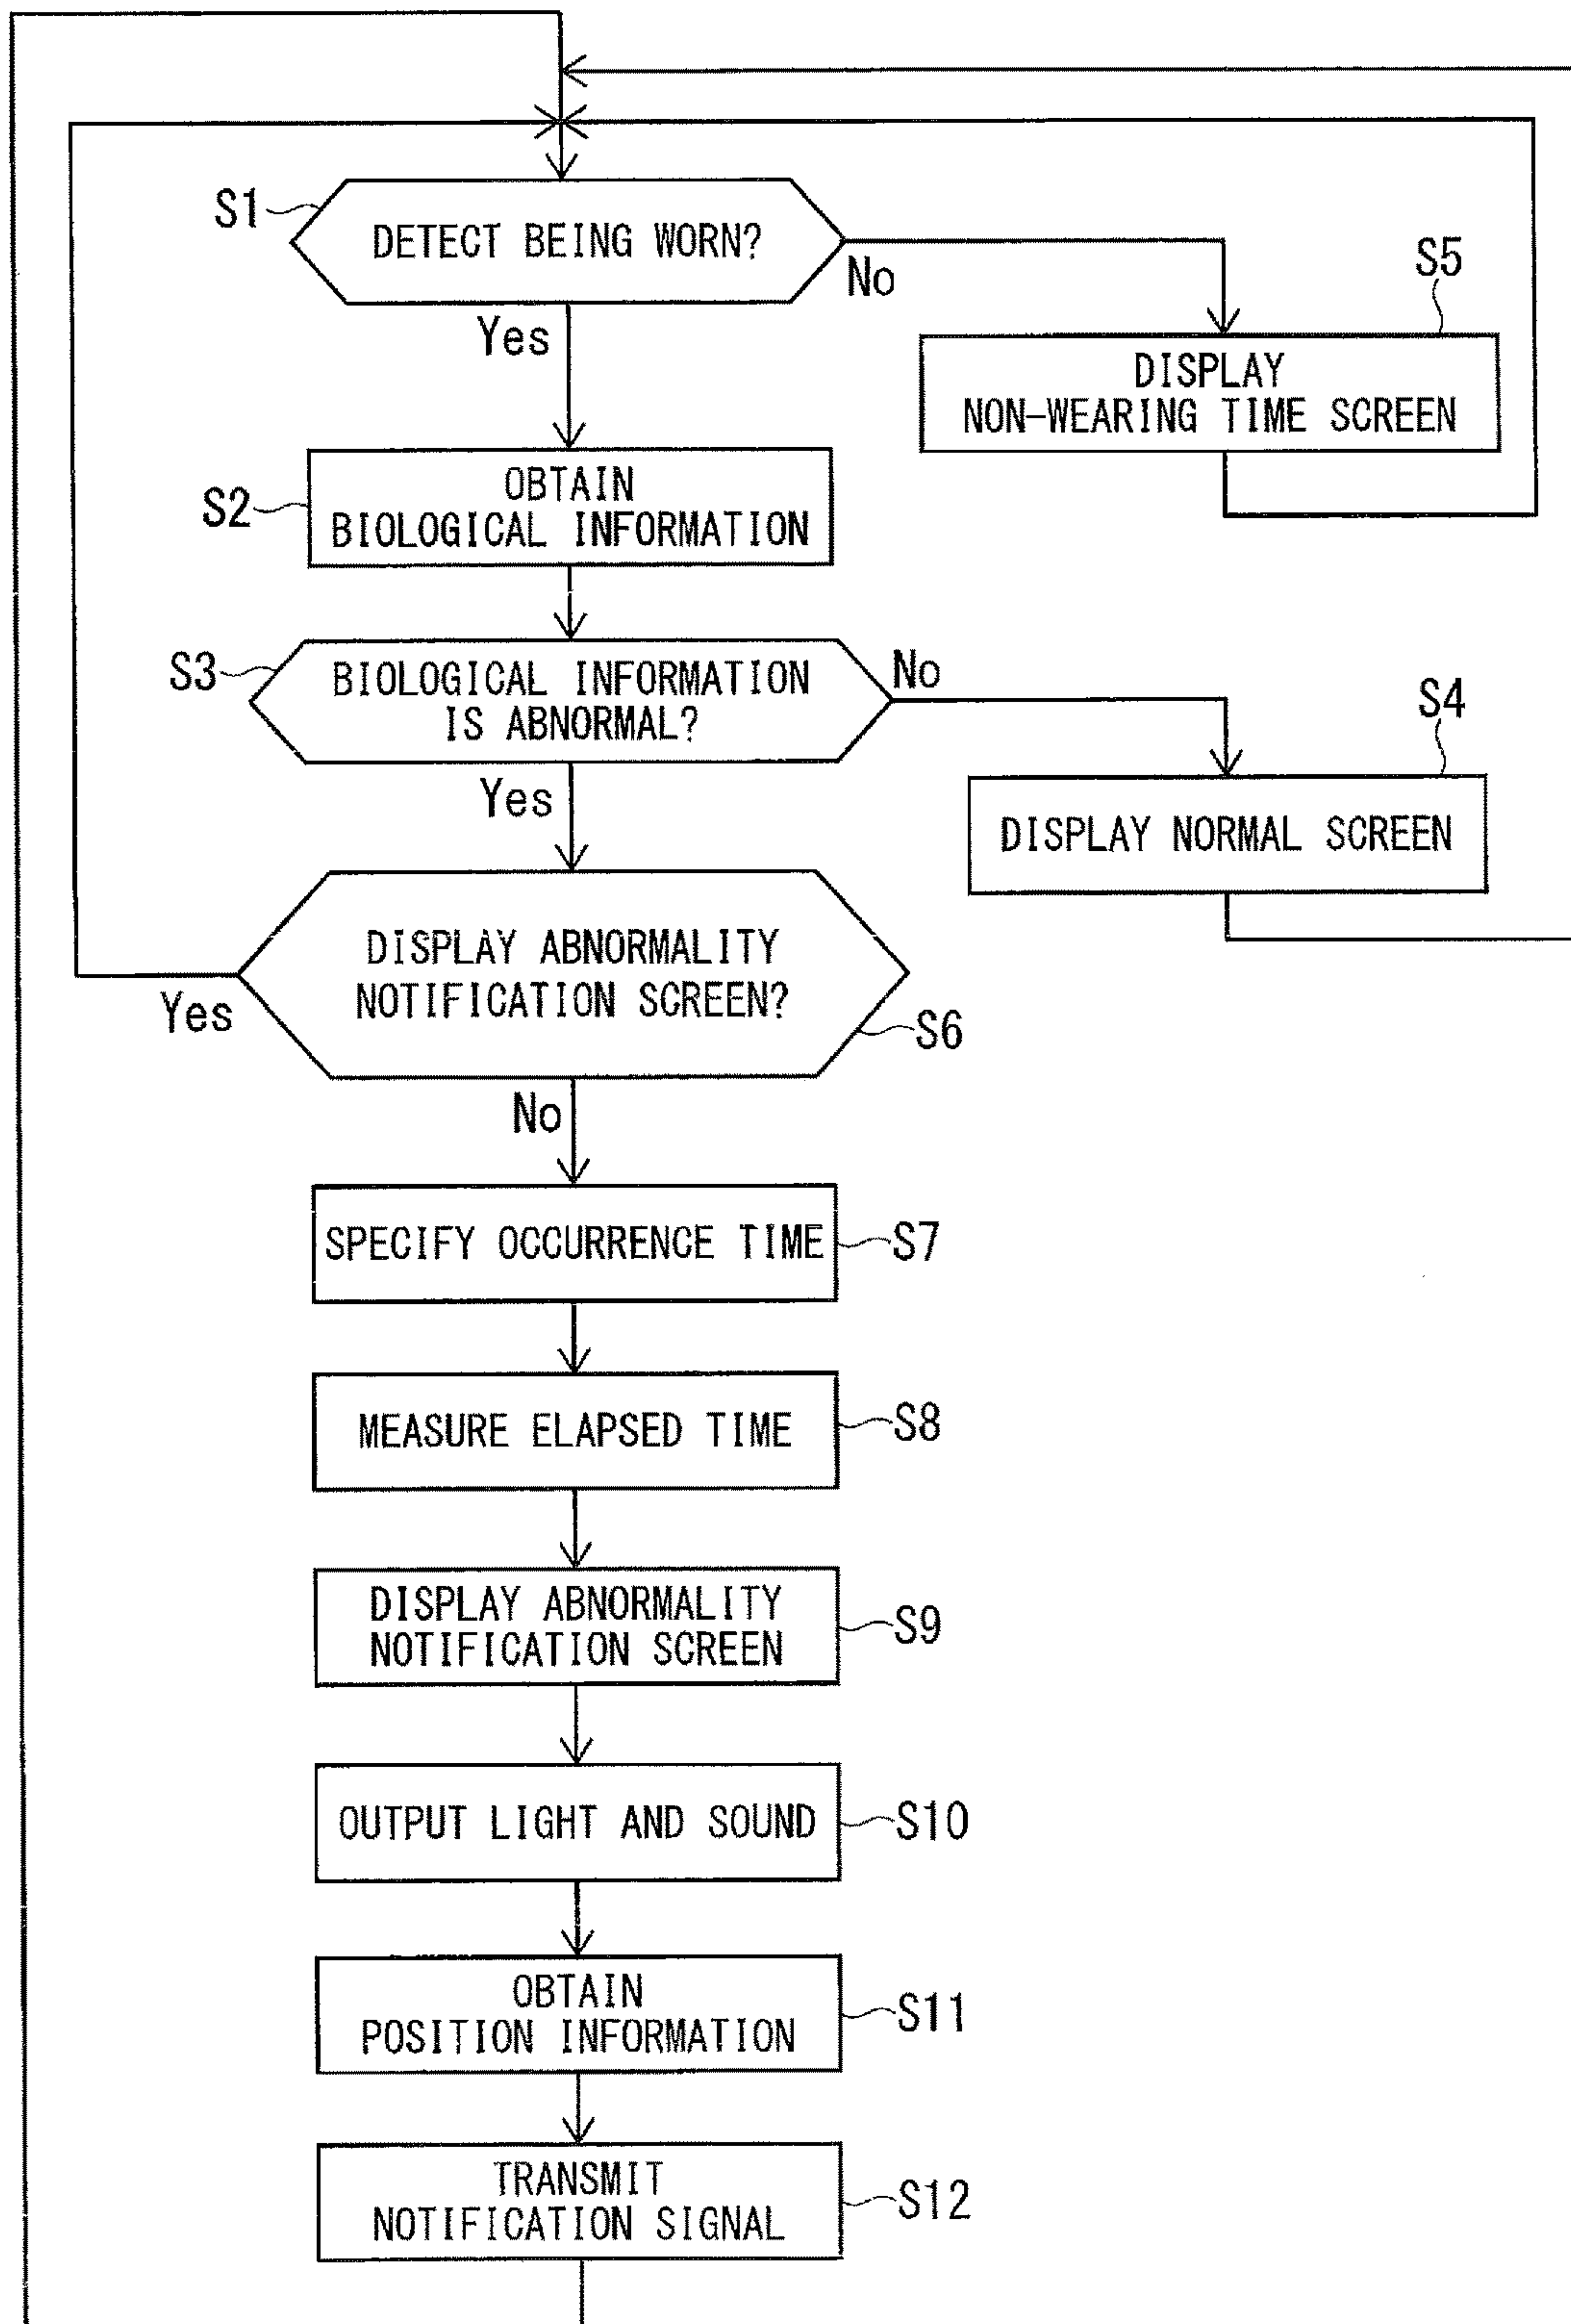 S1
DETECT BEING WORN?
No
Yes
S5
DISPLAY
NON-WEARING TIME SCREEN
S2
OBTAIN
BIOLOGICAL INFORMATION
S3
BIOLOGICAL INFORMATION
IS ABNORMAL?
No
Yes
S4
DISPLAY NORMAL SCREEN
DISPLAY ABNORMALITY
NOTIFICATION SCREEN?
Yes
S6
No
SPECIFY OCCURRENCE TIME
S7
MEASURE ELAPSED TIME
S8
DISPLAY ABNORMALITY
NOTIFICATION SCREEN
S9
OUTPUT LIGHT AND SOUND
S10
OBTAIN
POSITION INFORMATION
S11
TRANSMIT
NOTIFICATION SIGNAL
S12